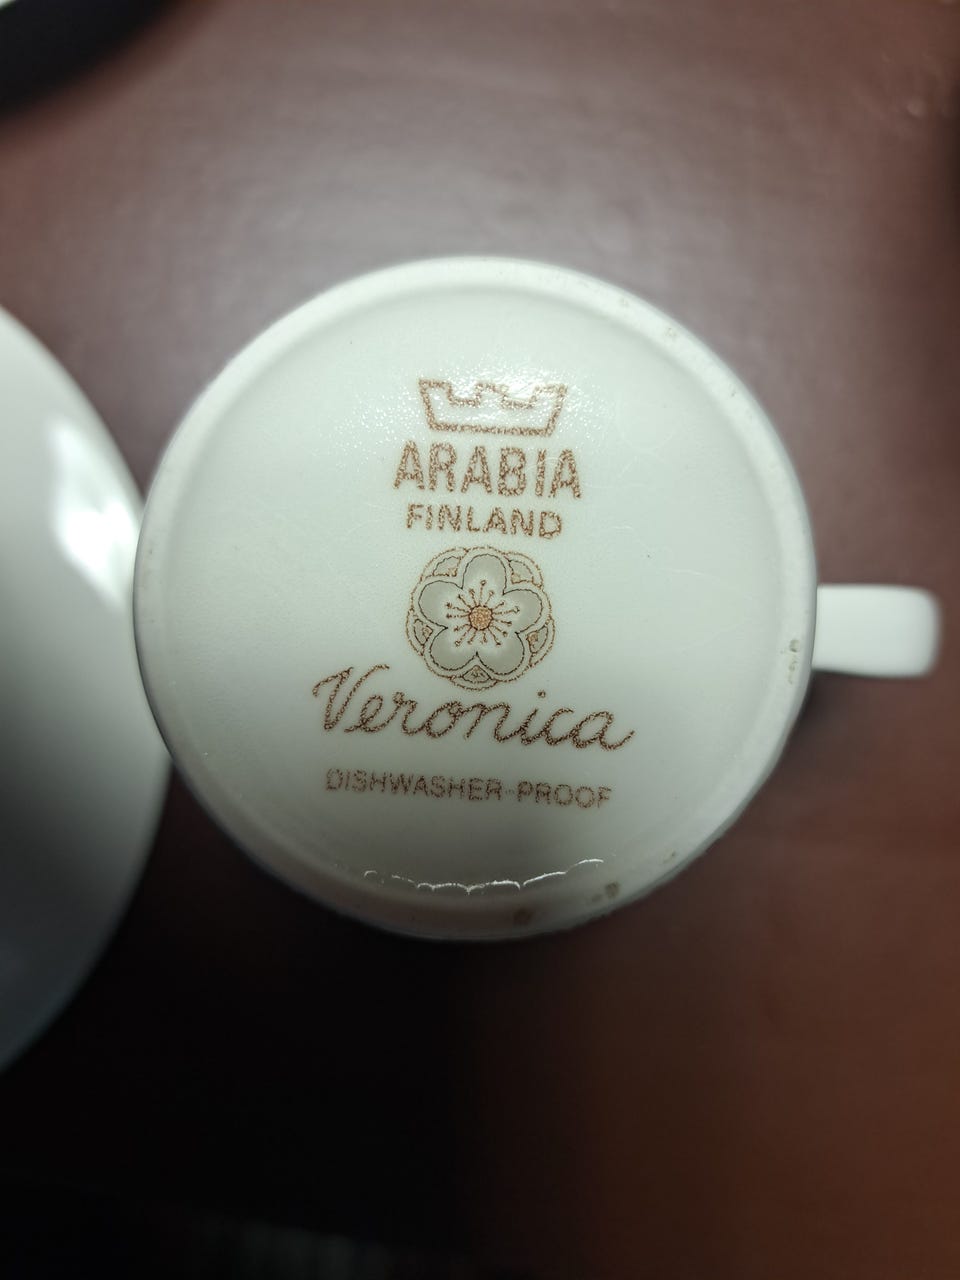 ARABIA
FINLAND
Veronica
DISHWASHER-PROOF